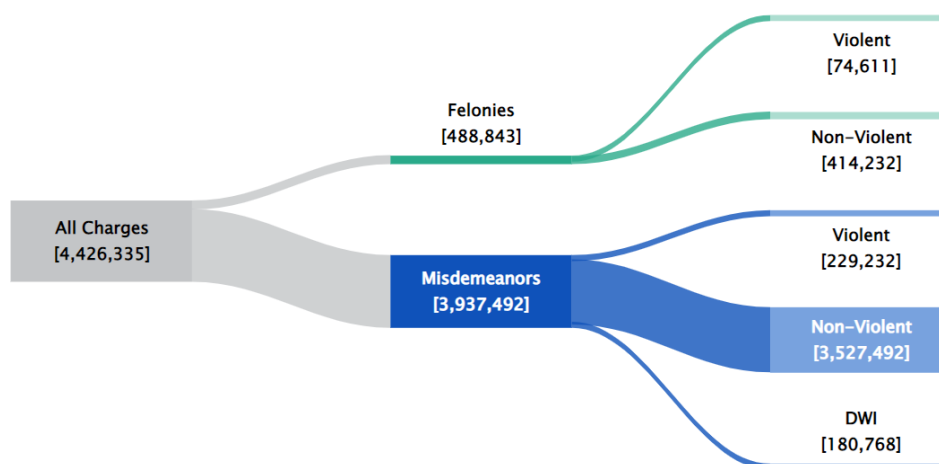 All Charges
[4,426,335]
Felonies
[488,843]
Misdemeanors
[3,937,492]
Violent
[74,611]
Non-Violent
[414,232]
Violent
[229,232]
Non-Violent
[3,527,492]
DWI
[180,768]